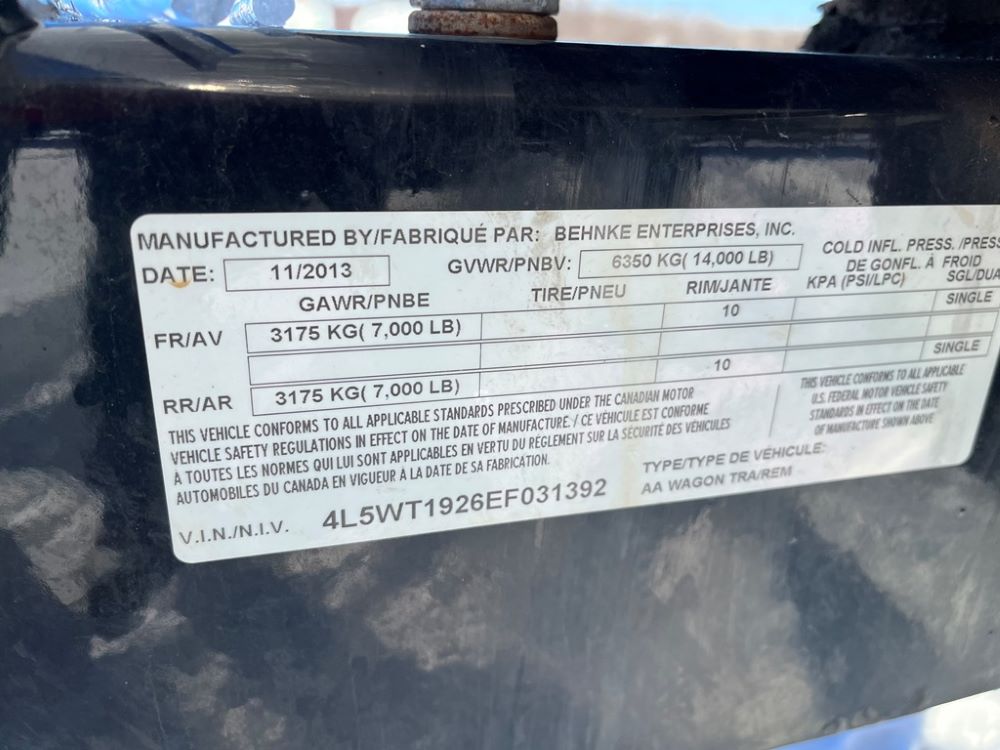 MANUFACTURED BY/FABRIQUÉ PAR: BEHNKE ENTERPRISES, INC.
DATE: 11/2013 GVWR/PNBV: 6350 KG( 14,000 LB)
COLD INFL. PRESS. /PRESS
DE GONFL. À FROID
GAWR/PNBE TIRE/PNEU RIM/JANTE KPA (PSI/LPC) SGL/DUA
FR/AV 3175 KG( 7,000 LB) 10 SINGLE
RR/AR 3175 KG( 7,000 LB) 10 SINGLE
THIS VEHICLE CONFORMS TO ALL APPLICABLE STANDARDS PRESCRIBED UNDER THE CANADIAN MOTOR
VEHICLE SAFETY REGULATIONS IN EFFECT ON THE DATE OF MANUFACTURE. / CE VÉHICULE EST CONFORME
À TOUTES LES NORMES QUI LUI SONT APPLICABLES EN VERTU DU RÈGLEMENT SUR LA SÉCURITÉ DES VÉHICULES
AUTOMOBILES DU CANADA EN VIGUEUR À LA DATE DE SA FABRICATION.
THIS VEHICLE CONFORMS TO ALL APPLICABLE
U.S. FEDERAL MOTOR VEHICLE SAFETY
STANDARDS IN EFFECT ON THE DATE
OF MANUFACTURE SHOWN ABOVE
V.I.N./N.I.V. 4L5WT1926EF031392
TYPE/TYPE DE VÉHICULE:
AA WAGON TRA/REM